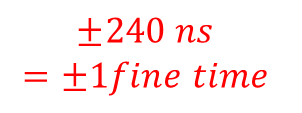 ±240 ns
= ±1fine time